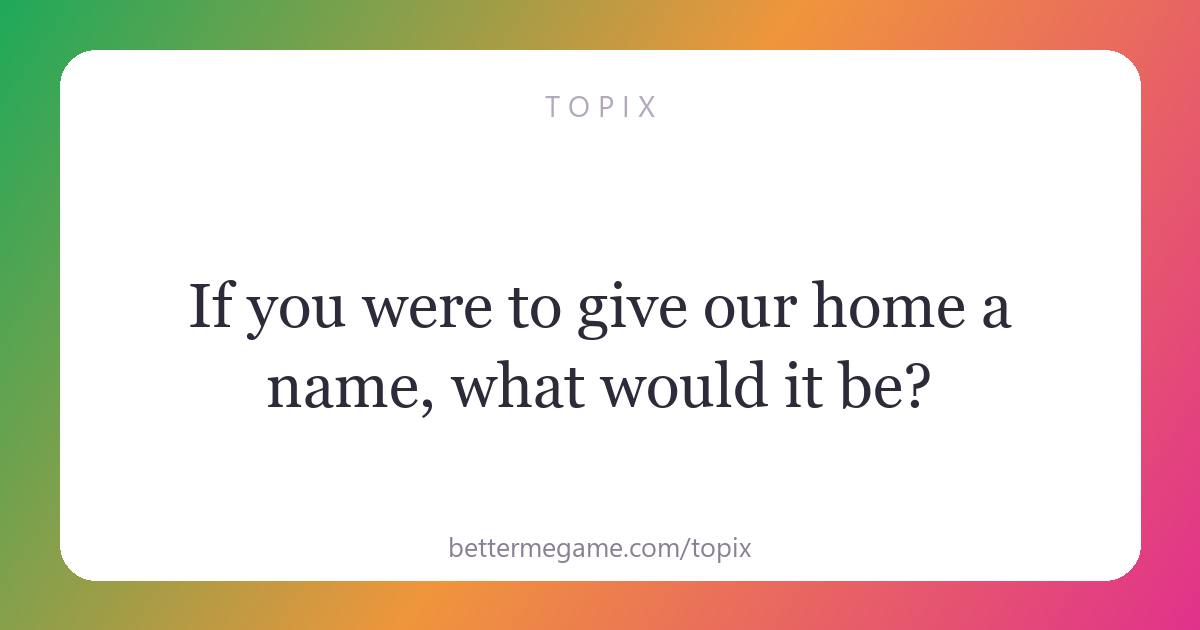 TOPIX
If you were to give our home a
name, what would it be?
bettermegame.com/topix